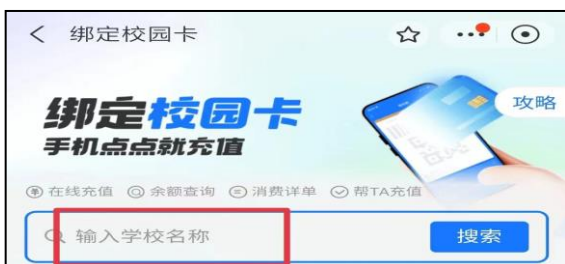 绑定校园卡
攻略
绑定校园卡
手机点点就充值
在线充值 余额查询 消费详单 帮TA充值
输入学校名称 搜索